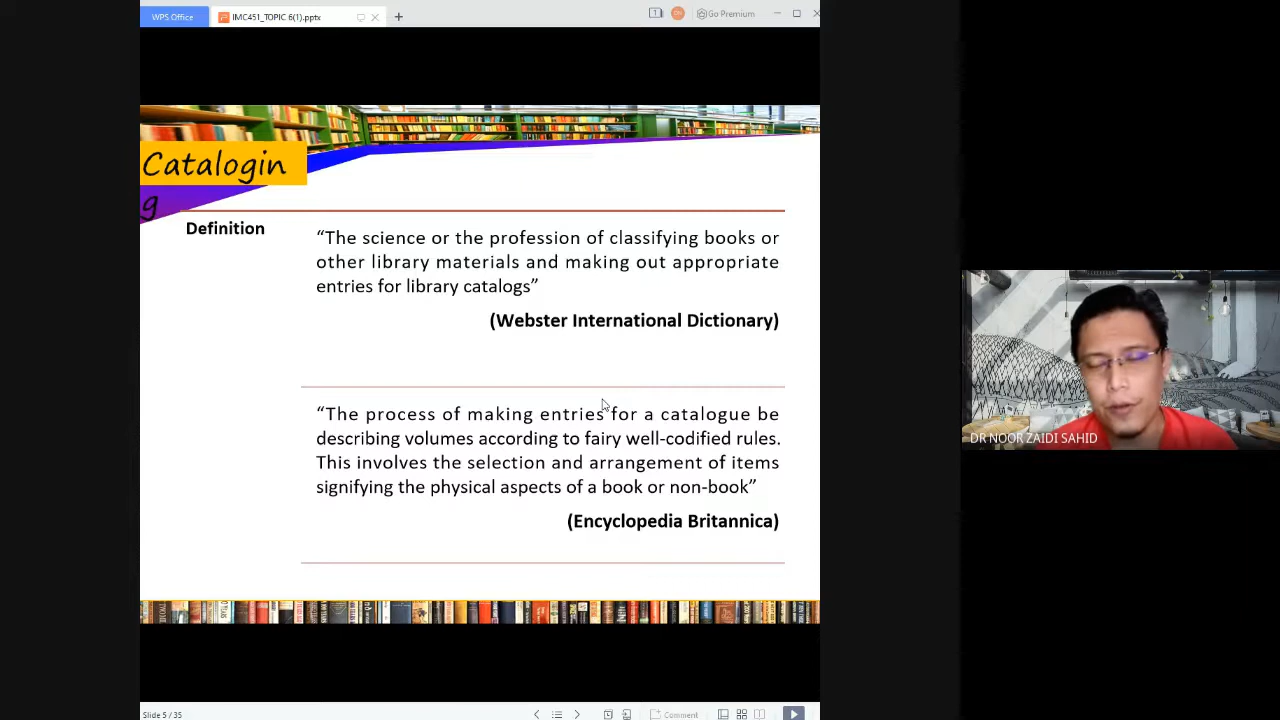 WPS Office
IMC451_TOPIC 6(1).pptx
Go Premium
Catalogin
g
Definition
“The science or the profession of classifying books or
other library materials and making out appropriate
entries for library catalogs”
(Webster International Dictionary)
“The process of making entries for a catalogue be
describing volumes according to fairy well-codified rules.
This involves the selection and arrangement of items
signifying the physical aspects of a book or non-book”
(Encyclopedia Britannica)
DR NOOR ZAIDI SAHID
Slide 5 / 35
Comment